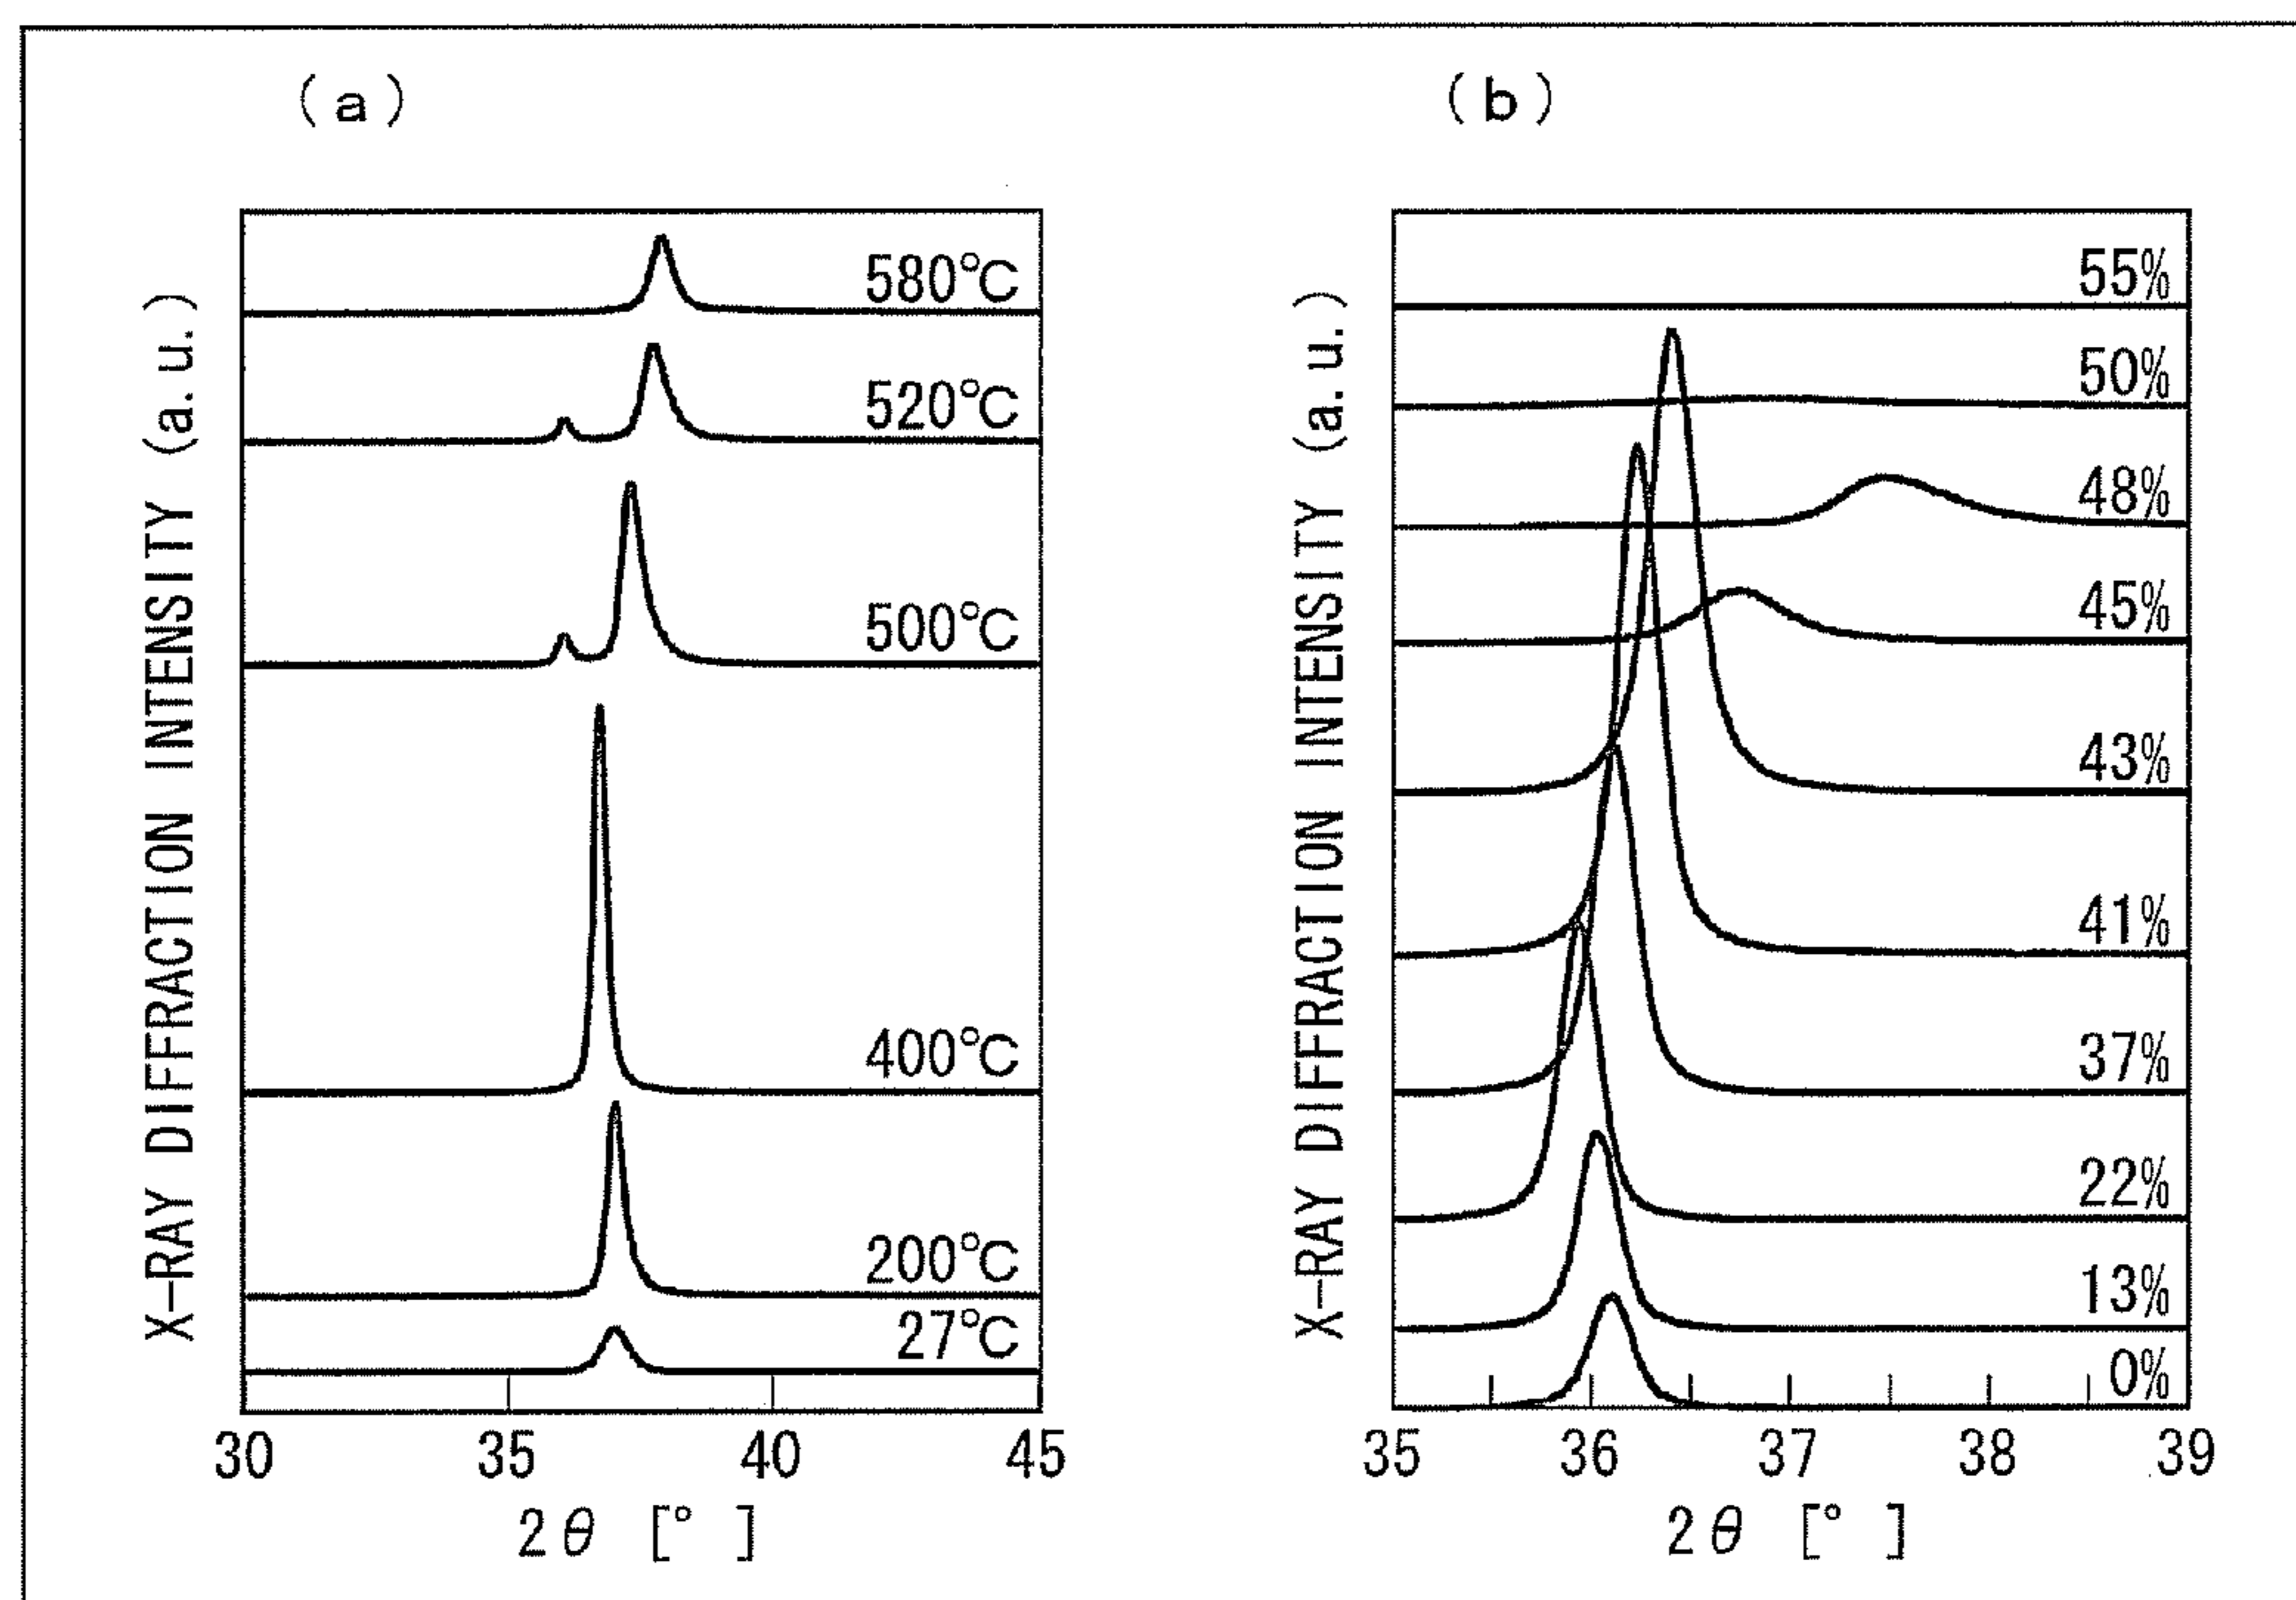 (a)
X-RAY DIFFRACTION INTENSITY (a.u.)
580℃
520℃
500℃
400℃
200℃
27℃
30 35 40 45
2θ [°]
(b)
X-RAY DIFFRACTION INTENSITY (a.u.)
55%
50%
48%
45%
43%
41%
37%
22%
13%
0%
35 36 37 38 39
2θ [°]